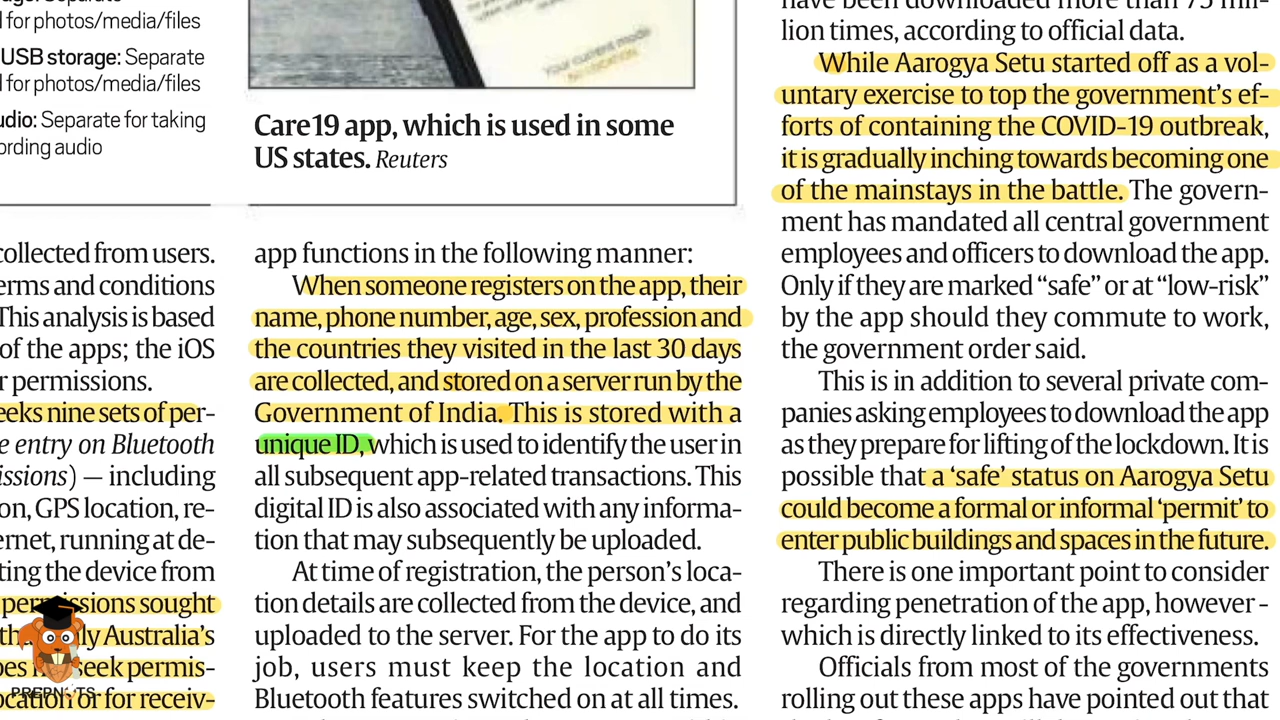 age: Separate
l for photos/media/files
USB storage: Separate
l for photos/media/files
udio: Separate for taking
ording audio
collected from users.
erms and conditions
This analysis is based
of the apps; the iOS
r permissions.
eeks nine sets of per-
e entry on Bluetooth
issions) — including
on, GPS location, re-
ernet, running at de-
ting the device from
permissions sought
ly Australia's
seek permis-
ocation or for receiv-
PREPN TS
Your current mode
Care19 app, which is used in some
US states. Reuters
app functions in the following manner:
When someone registers on the app, their
name, phone number, age, sex, profession and
the countries they visited in the last 30 days
are collected, and stored on a server run by the
Government of India. This is stored with a
unique ID, which is used to identify the user in
all subsequent app-related transactions. This
digital ID is also associated with any informa-
tion that may subsequently be uploaded.
At time of registration, the person's loca-
tion details are collected from the device, and
uploaded to the server. For the app to do its
job, users must keep the location and
Bluetooth features switched on at all times.
have been downloaded more than 75 mil-
lion times, according to official data.
While Aarogya Setu started off as a vol-
untary exercise to top the government's ef-
forts of containing the COVID-19 outbreak,
it is gradually inching towards becoming one
of the mainstays in the battle. The govern-
ment has mandated all central government
employees and officers to download the app.
Only if they are marked “safe” or at “low-risk”
by the app should they commute to work,
the government order said.
This is in addition to several private com-
panies asking employees to download the app
as they prepare for lifting of the lockdown. It is
possible that a ‘safe’ status on Aarogya Setu
could become a formal or informal ‘permit’ to
enter public buildings and spaces in the future.
There is one important point to consider
regarding penetration of the app, however -
which is directly linked to its effectiveness.
Officials from most of the governments
rolling out these apps have pointed out that